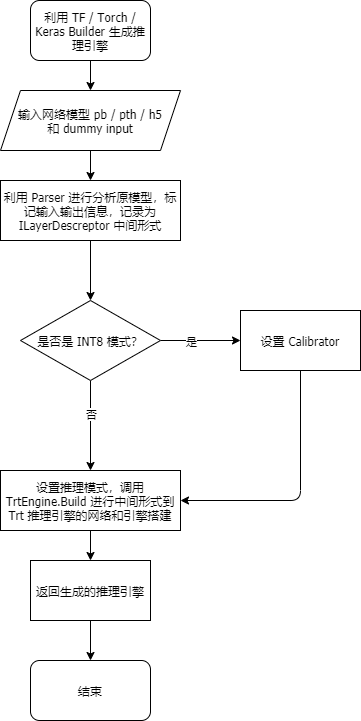 利用 TF / Torch /
Keras Builder 生成推
理引擎
输入网络模型 pb / pth / h5
和 dummy input
利用 Parser 进行分析原模型，标
记输入输出信息，记录为
ILayerDescreptor 中间形式
是否是 INT8 模式？
是
设置 Calibrator
否
设置推理模式，调用
TrtEngine.Build 进行中间形式到
Trt 推理引擎的网络和引擎搭建
返回生成的推理引擎
结束